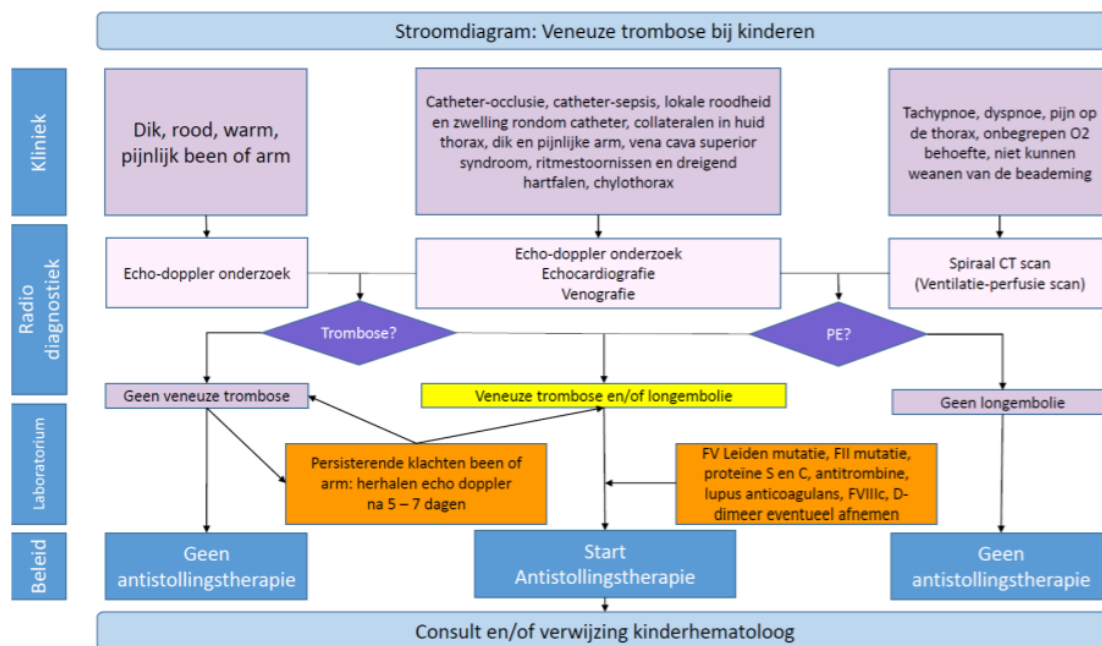 Stroomdiagram: Veneuze trombose bij kinderen
Kliniek
Dik, rood, warm,
pijnlijk been of arm
Catheter-occlusie, catheter-sepsis, lokale roodheid
en zwelling rondom catheter, collateralen in huid
thorax, dik en pijnlijke arm, vena cava superior
syndroom, ritmestoornissen en dreigend
hartfalen, chylothorax
Tachypnoe, dyspnoe, pijn op
de thorax, onbegrepen O2
behoefte, niet kunnen
weanen van de beademing
Radio
diagnostiek
Echo-doppler onderzoek
Echo-doppler onderzoek
Echocardiografie
Venografie
Spiraal CT scan
(Ventilatie-perfusie scan)
Trombose?
PE?
Geen veneuze trombose
Veneuze trombose en/of longembolie
Geen longembolie
Laboratorium
Persisterende klachten been of
arm: herhalen echo doppler
na 5 – 7 dagen
FV Leiden mutatie, FII mutatie,
proteïne S en C, antitrombine,
lupus anticoagulans, FVIIIc, D-
dimeer eventueel afnemen
Beleid
Geen
antistollingstherapie
Start
Antistollingstherapie
Geen
antistollingstherapie
Consult en/of verwijzing kinderhematoloog